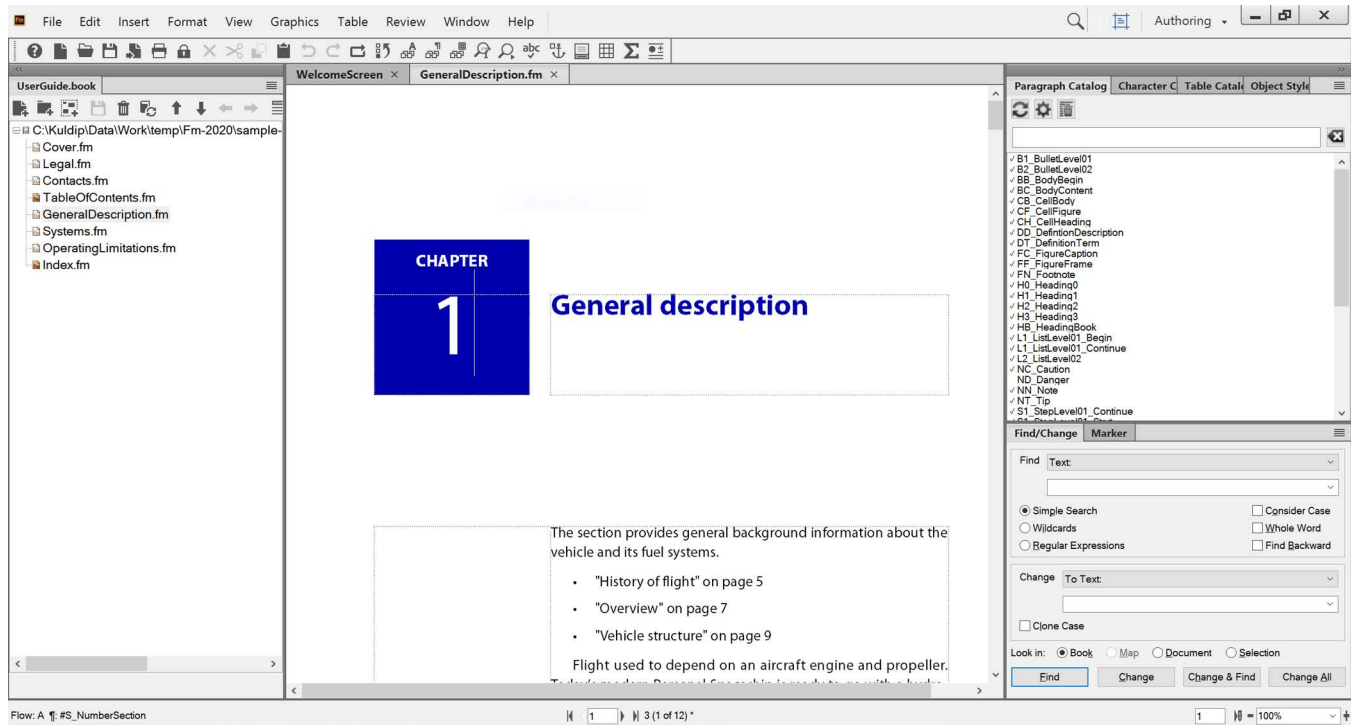 Fm File Edit Insert Format View Graphics Table Review Window Help Authoring
UserGuide.book
C:\Kuldip\Data\Work\temp\Fm-2020\sample-
Cover.fm
Legal.fm
Contacts.fm
TableOfContents.fm
GeneralDescription.fm
Systems.fm
OperatingLimitations.fm
Index.fm
WelcomeScreen × GeneralDescription.fm ×
CHAPTER
1
General description
The section provides general background information about the
vehicle and its fuel systems.
• "History of flight" on page 5
• "Overview" on page 7
• "Vehicle structure" on page 9
Flight used to depend on an aircraft engine and propeller.
Paragraph Catalog Character C Table Catal Object Style
B1_BulletLevel01
B2_BulletLevel02
BB_BodyBegin
BC_BodyContent
CB_CellBody
CF_CellFigure
CH_CellHeading
DD_DefintionDescription
DT_DefinitionTerm
FC_FigureCaption
FF_FigureFrame
FN_Footnote
H0_Heading0
H1_Heading1
H2_Heading2
H3_Heading3
HB_HeadingBook
L1_ListLevel01_Begin
L1_ListLevel01_Continue
L2_ListLevel02
NC_Caution
ND_Danger
NN_Note
NT_Tip
S1_StepLevel01_Continue
Find/Change Marker
Find Text:
Simple Search Consider Case
Wildcards Whole Word
Regular Expressions Find Backward
Change To Text:
Clone Case
Look in: Book Map Document Selection
Find Change Change & Find Change All
Flow: A ¶: #S_NumberSection 1 3 (1 of 12) * 1 = 100%